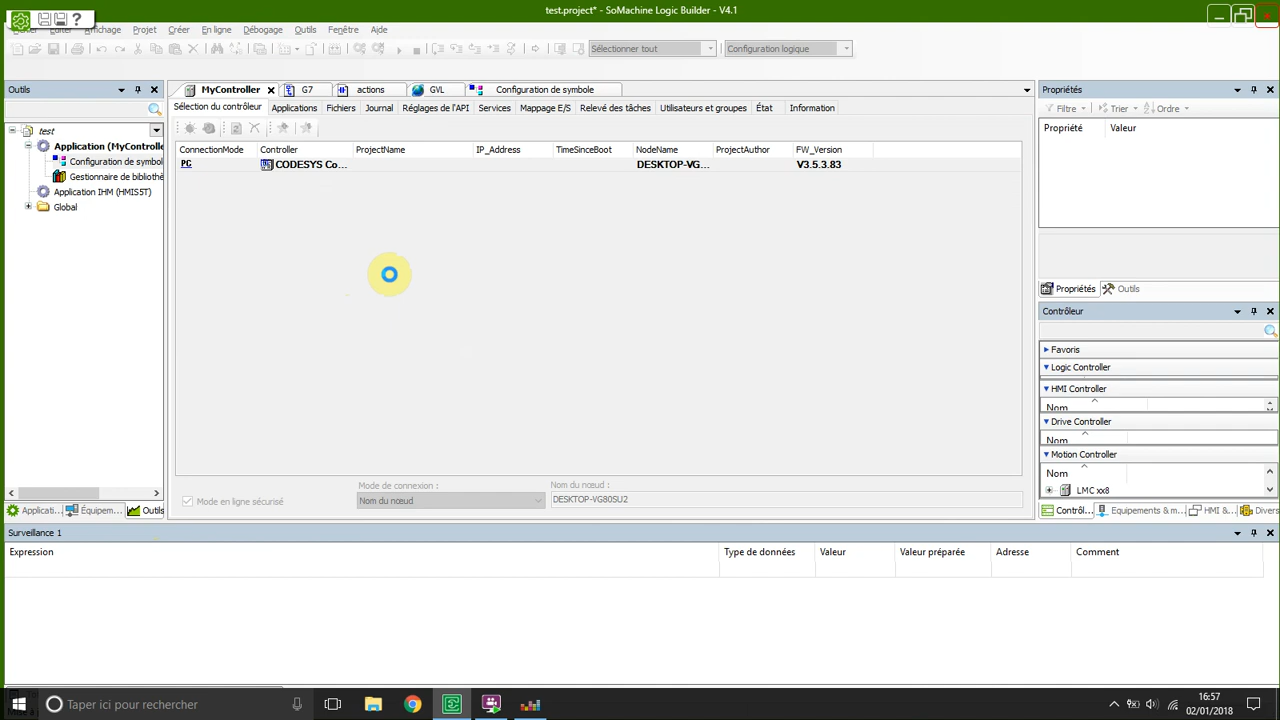 test.project* - SoMachine Logic Builder - V4.1
Affichage Projet Créer En ligne Débogage Outils Fenêtre Aide
Sélectionner tout Configuration logique
Outils
MyController G7 actions GVL Configuration de symbole
Propriétés
Sélection du contrôleur Applications Fichiers Journal Réglages de l'API Services Mappage E/S Relevé des tâches Utilisateurs et groupes État Information
Filtre Trier Ordre
Propriété Valeur
test
Application (MyControlle
Configuration de symbol
Gestionnaire de bibliothè
Application IHM (HMIS5T)
Global
ConnectionMode Controller ProjectName IP_Address TimeSinceBoot NodeName ProjectAuthor FW_Version
PC CODESYS Co... DESKTOP-VG... V3.5.3.83
Propriétés Outils
Contrôleur
Favoris
Logic Controller
HMI Controller
Nom
Drive Controller
Nom
Motion Controller
Nom
LMC xx8
Mode de connexion : Nom du nœud :
Mode en ligne sécurisé Nom du nœud DESKTOP-VG80SU2
Applicati... Équipem... Outils
Contrôl... Equipements & m... HMI &... Divers
Surveillance 1
Expression Type de données Valeur Valeur préparée Adresse Comment
Taper ici pour rechercher
16:57
02/01/2018